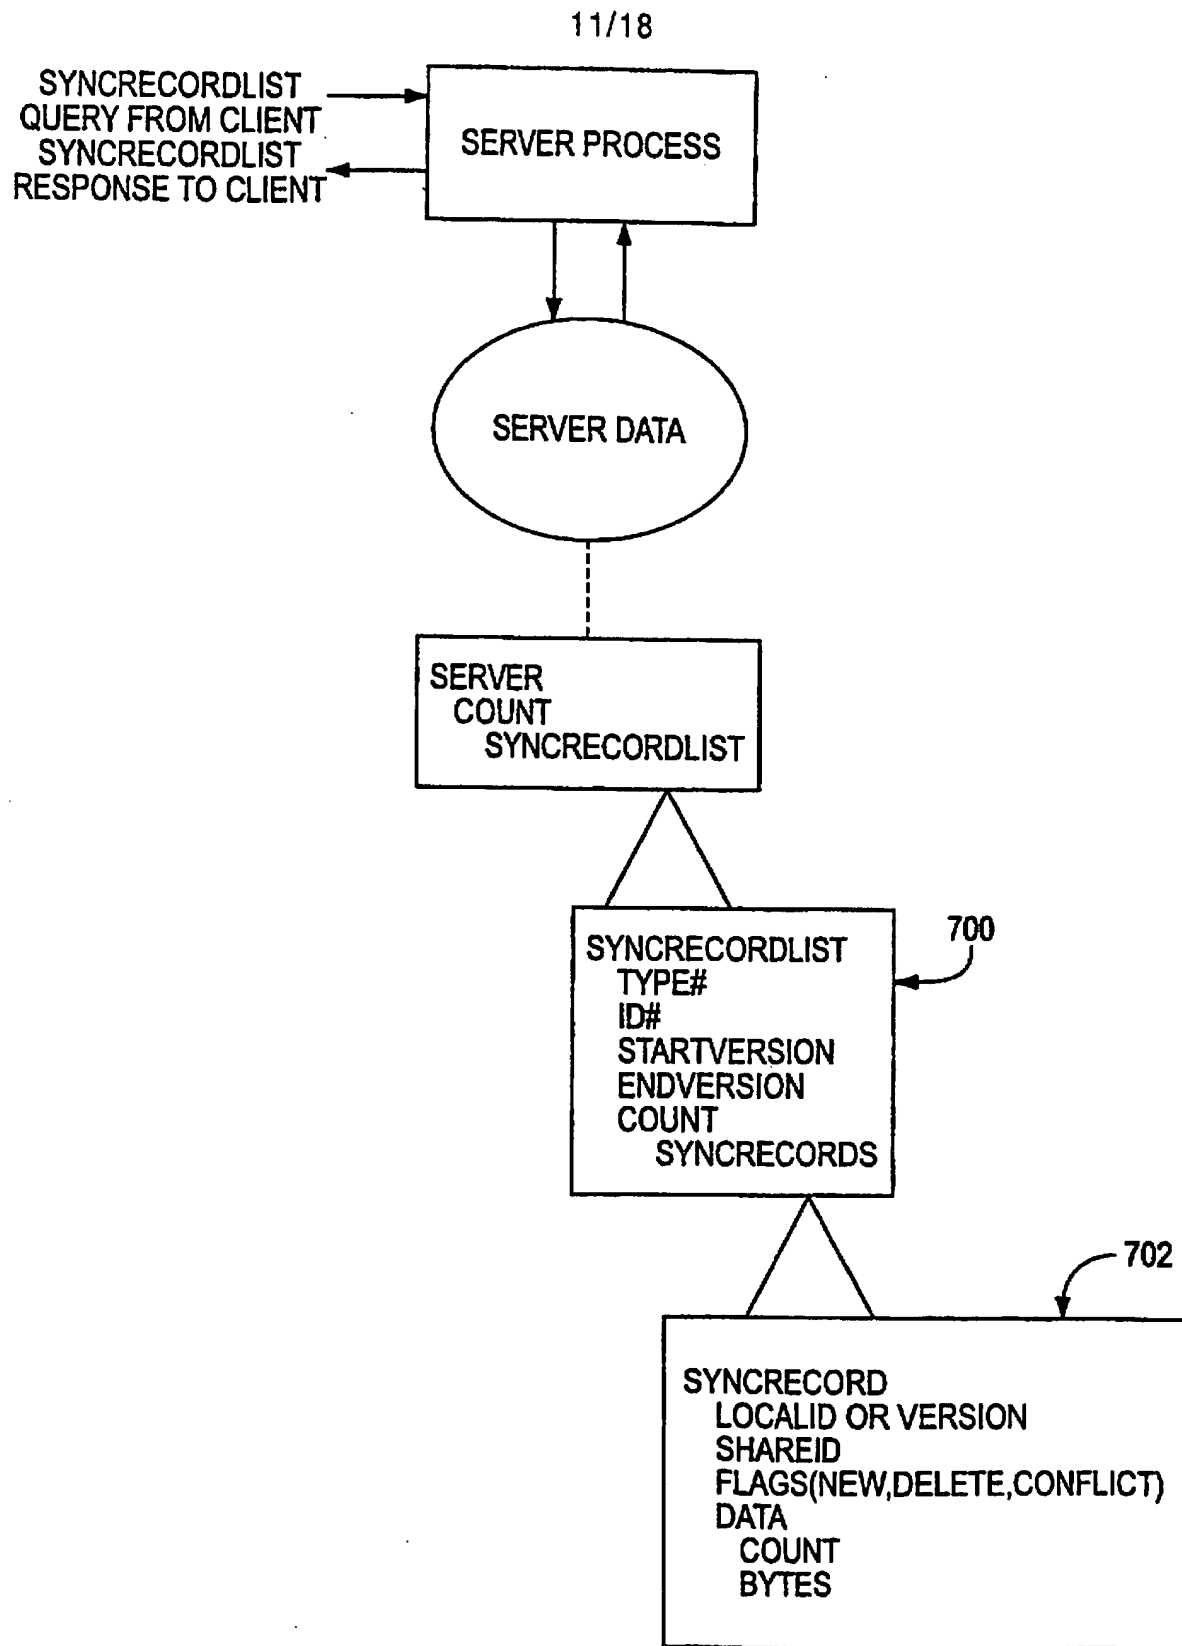 11/18
SYNCRECORDLIST
QUERY FROM CLIENT
SYNCRECORDLIST
RESPONSE TO CLIENT
SERVER PROCESS
SERVER DATA
SERVER
COUNT
SYNCRECORDLIST
700
SYNCRECORDLIST
TYPE#
ID#
STARTVERSION
ENDVERSION
COUNT
SYNCRECORDS
702
SYNCRECORD
LOCALID OR VERSION
SHAREID
FLAGS(NEW,DELETE,CONFLICT)
DATA
COUNT
BYTES